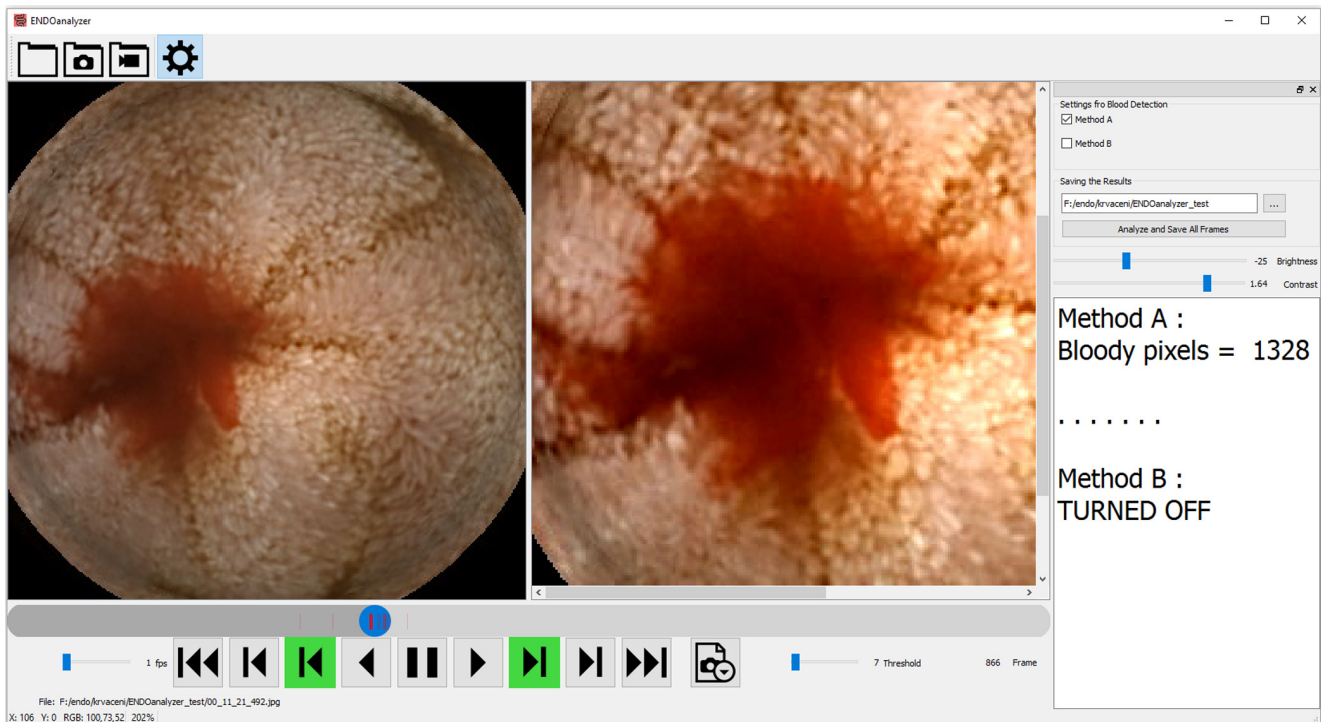 ENDOanalyzer
Settings fro Blood Detection
Method A
Method B
Saving the Results
F:/endo/krvaceni/ENDOanalyzer_test
...
Analyze and Save All Frames
-25 Brightness
1.64 Contrast
Method A :
Bloody pixels = 1328
. . . . . . .
Method B :
TURNED OFF
1 fps
7 Threshold
866 Frame
File: F:/endo/krvaceni/ENDOanalyzer_test/00_11_21_492.jpg
X: 106 Y: 0 RGB: 100,73,52 202%